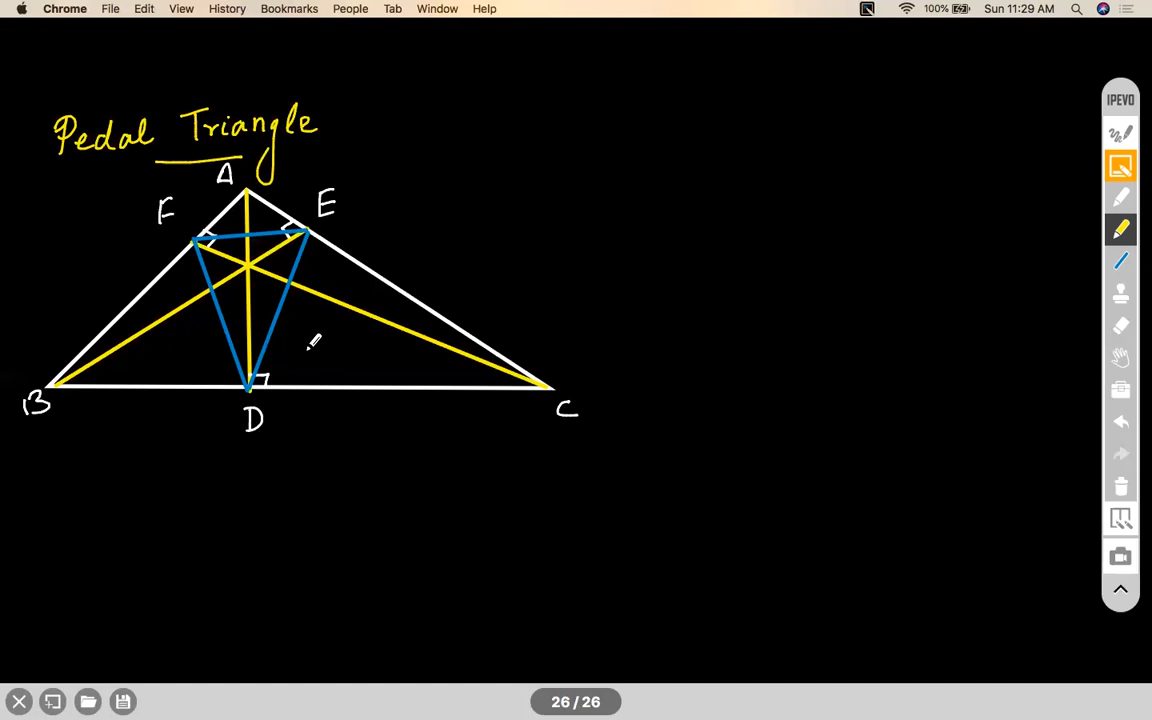 Chrome File Edit View History Bookmarks People Tab Window Help 100% Sun 11:29 AM
Pedal Triangle
A
E
F
IPEVO
B
D
C
26 / 26